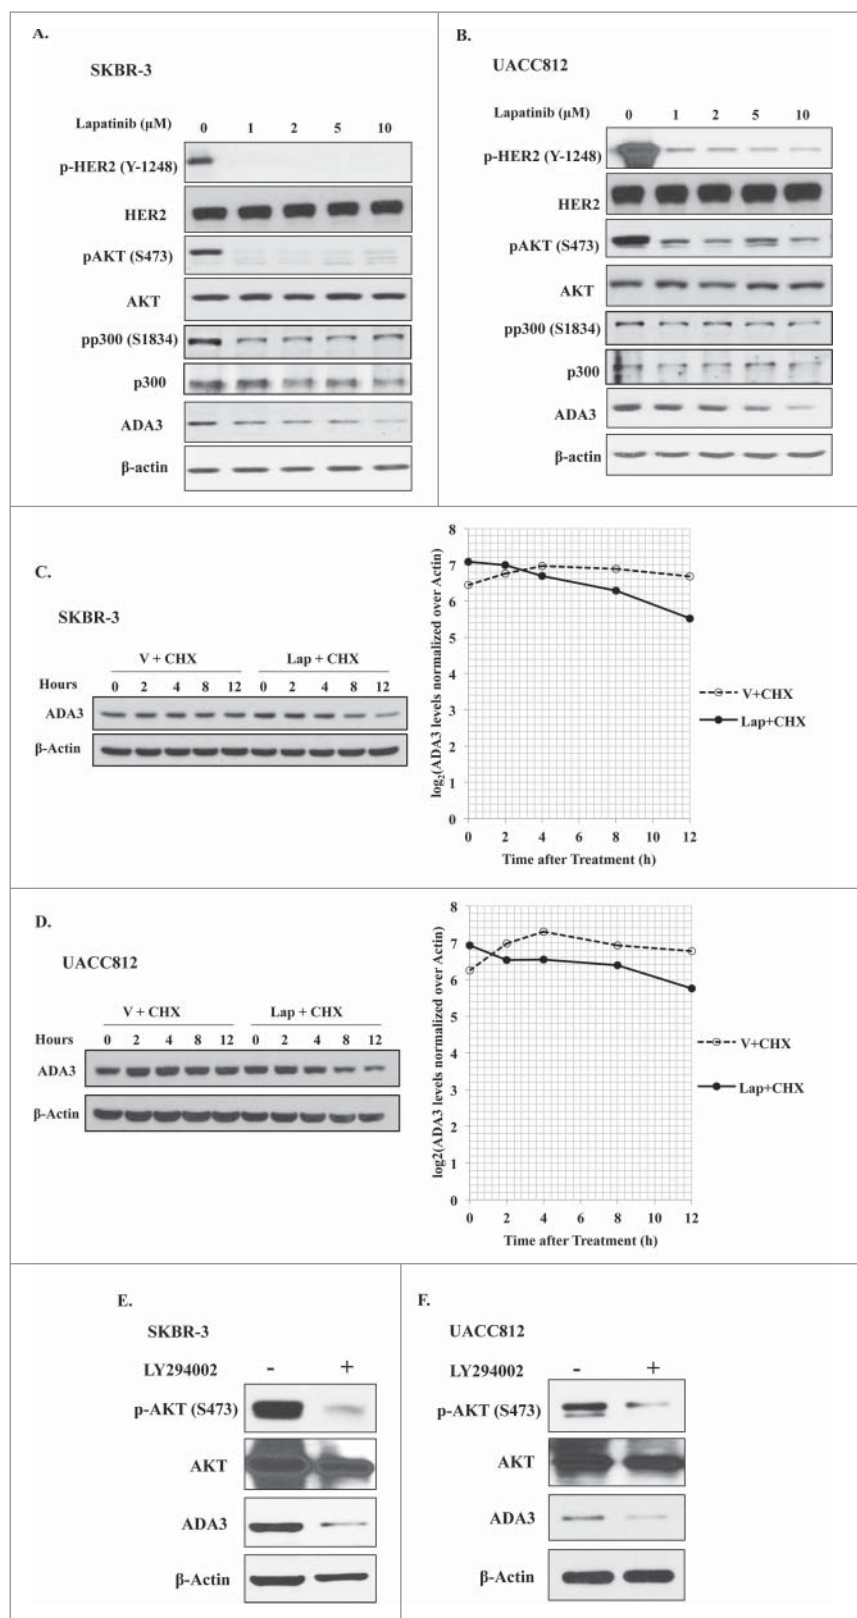 A.
SKBR-3
Lapatinib (µM) 0 1 2 5 10
p-HER2 (Y-1248)
HER2
pAKT (S473)
AKT
pp300 (S1834)
p300
ADA3
β-actin
B.
UACC812
Lapatinib (µM) 0 1 2 5 10
p-HER2 (Y-1248)
HER2
pAKT (S473)
AKT
pp300 (S1834)
p300
ADA3
β-actin
C.
SKBR-3
V + CHX Lap + CHX
Hours 0 2 4 8 12 0 2 4 8 12
ADA3
β-Actin
log2(ADA3 levels normalized over Actin)
8
7
6
5
4
3
2
1
0
0 2 4 6 8 10 12
Time after Treatment (h)
V+CHX
Lap+CHX
D.
UACC812
V + CHX Lap + CHX
Hours 0 2 4 8 12 0 2 4 8 12
ADA3
β-Actin
log2(ADA3 levels normalized over Actin)
8
7
6
5
4
3
2
1
0
0 2 4 6 8 10 12
Time after Treatment (h)
V+CHX
Lap+CHX
E.
SKBR-3
LY294002 - +
p-AKT (S473)
AKT
ADA3
β-Actin
F.
UACC812
LY294002 - +
p-AKT (S473)
AKT
ADA3
β-Actin